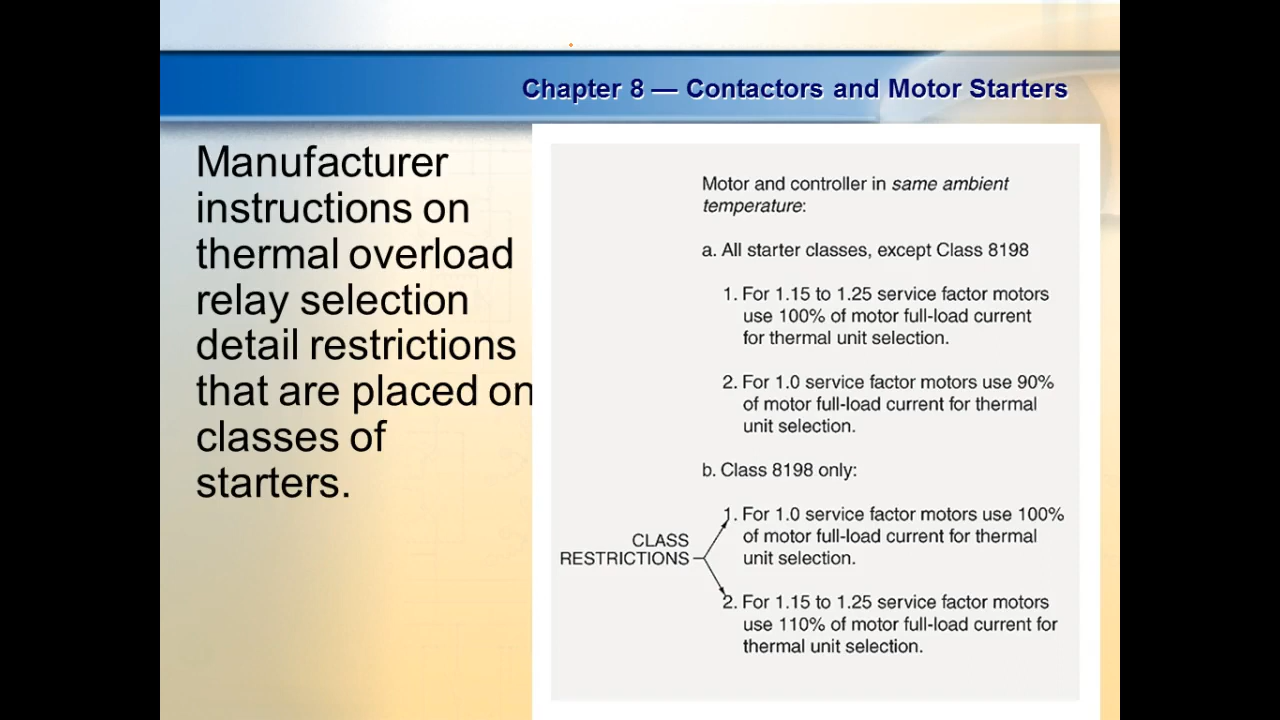 Chapter 8 — Contactors and Motor Starters
Manufacturer
instructions on
thermal overload
relay selection
detail restrictions
that are placed on
classes of
starters.
Motor and controller in same ambient
temperature:
a. All starter classes, except Class 8198
1. For 1.15 to 1.25 service factor motors
use 100% of motor full-load current
for thermal unit selection.
2. For 1.0 service factor motors use 90%
of motor full-load current for thermal
unit selection.
b. Class 8198 only:
CLASS
RESTRICTIONS
1. For 1.0 service factor motors use 100%
of motor full-load current for thermal
unit selection.
2. For 1.15 to 1.25 service factor motors
use 110% of motor full-load current for
thermal unit selection.